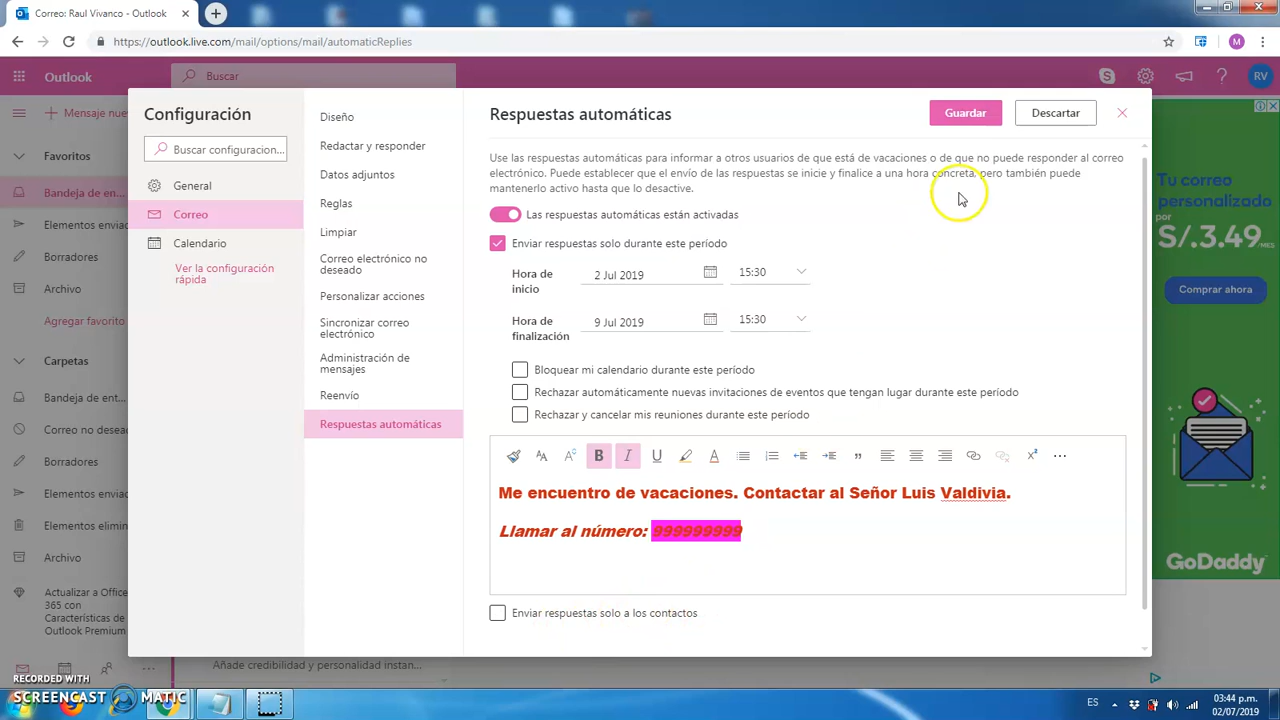 Correo: Raul Vivanco - Outlook
https://outlook.live.com/mail/options/mail/automaticReplies
M
Outlook
Buscar
RV
Mensaje nue
Favoritos
Bandeja de en...
Elementos envia
Borradores
Archivo
Agregar favorito
Carpetas
Bandeja de en...
Correo no desea
Borradores
Elementos envia
Elementos elimin
Archivo
Actualizar a Office
365 con
Características de
Outlook Premium
Configuración
Buscar configuracion...
General
Correo
Calendario
Ver la configuración
rápida
Diseño
Redactar y responder
Datos adjuntos
Reglas
Limpiar
Correo electrónico no
deseado
Personalizar acciones
Sincronizar correo
electrónico
Administración de
mensajes
Reenvío
Respuestas automáticas
Respuestas automáticas
Guardar
Descartar
Use las respuestas automáticas para informar a otros usuarios de que está de vacaciones o de que no puede responder al correo
electrónico. Puede establecer que el envío de las respuestas se inicie y finalice a una hora concreta, pero también puede
mantenerlo activo hasta que lo desactive.
Las respuestas automáticas están activadas
Enviar respuestas solo durante este período
Hora de
inicio
2 Jul 2019
15:30
Hora de
finalización
9 Jul 2019
15:30
Bloquear mi calendario durante este período
Rechazar automáticamente nuevas invitaciones de eventos que tengan lugar durante este período
Rechazar y cancelar mis reuniones durante este período
Me encuentro de vacaciones. Contactar al Señor Luis Valdivia.
Llamar al número: 999999999
Enviar respuestas solo a los contactos
Añade credibilidad y personalidad instan...
Tu correo
personalizado
por
S/.3.49
/mes
Comprar ahora
GoDaddy
RECORDED WITH
SCREENCAST MATIC
ES
03:44 p.m.
02/07/2019